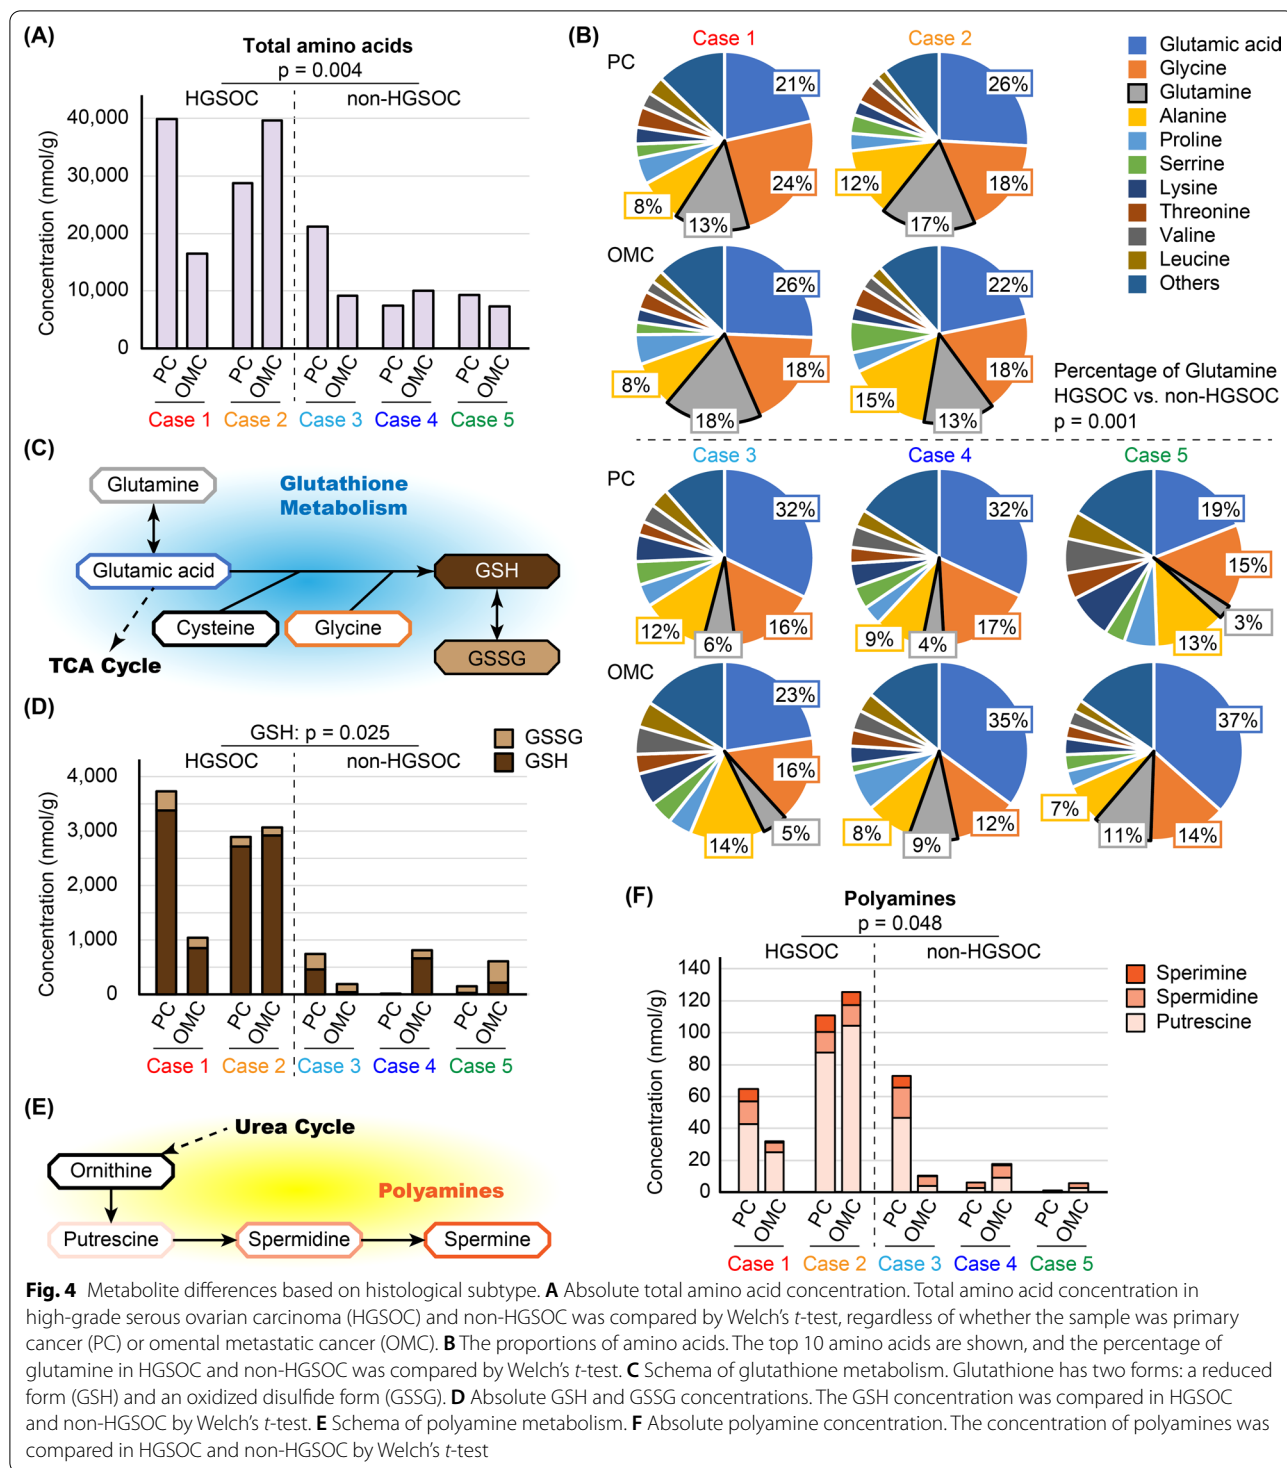 (A)
Total amino acids
p = 0.004
HGSOC non-HGSOC
Concentration (nmol/g)
40,000
30,000
20,000
10,000
0
PC OMC PC OMC PC OMC PC OMC PC OMC
Case 1 Case 2 Case 3 Case 4 Case 5
(B)
Case 1 Case 2
PC
21%
24%
13%
8%
26%
18%
17%
12%
OMC
26%
18%
18%
8%
22%
18%
13%
15%
Glutamic acid
Glycine
Glutamine
Alanine
Proline
Serrine
Lysine
Threonine
Valine
Leucine
Others
Percentage of Glutamine
HGSOC vs. non-HGSOC
p = 0.001
Case 3 Case 4 Case 5
PC
32%
16%
6%
12%
32%
17%
4%
9%
19%
15%
3%
13%
OMC
23%
16%
5%
14%
35%
12%
9%
8%
37%
14%
11%
7%
(C)
Glutathione
Metabolism
Glutamine
Glutamic acid
GSH
Cysteine
Glycine
GSSG
TCA Cycle
(D)
GSH: p = 0.025
HGSOC non-HGSOC
GSSG
GSH
Concentration (nmol/g)
4,000
3,000
2,000
1,000
0
PC OMC PC OMC PC OMC PC OMC PC OMC
Case 1 Case 2 Case 3 Case 4 Case 5
(E)
Urea Cycle
Ornithine
Polyamines
Putrescine Spermidine Spermine
(F)
Polyamines
p = 0.048
HGSOC non-HGSOC
Sperimine
Spermidine
Putrescine
Concentration (nmol/g)
140
120
100
80
60
40
20
0
PC OMC PC OMC PC OMC PC OMC PC OMC
Case 1 Case 2 Case 3 Case 4 Case 5
Fig. 4 Metabolite differences based on histological subtype. A Absolute total amino acid concentration. Total amino acid concentration in
high-grade serous ovarian carcinoma (HGSOC) and non-HGSOC was compared by Welch's t-test, regardless of whether the sample was primary
cancer (PC) or omental metastatic cancer (OMC). B The proportions of amino acids. The top 10 amino acids are shown, and the percentage of
glutamine in HGSOC and non-HGSOC was compared by Welch's t-test. C Schema of glutathione metabolism. Glutathione has two forms: a reduced
form (GSH) and an oxidized disulfide form (GSSG). D Absolute GSH and GSSG concentrations. The GSH concentration was compared in HGSOC
and non-HGSOC by Welch's t-test. E Schema of polyamine metabolism. F Absolute polyamine concentration. The concentration of polyamines was
compared in HGSOC and non-HGSOC by Welch's t-test